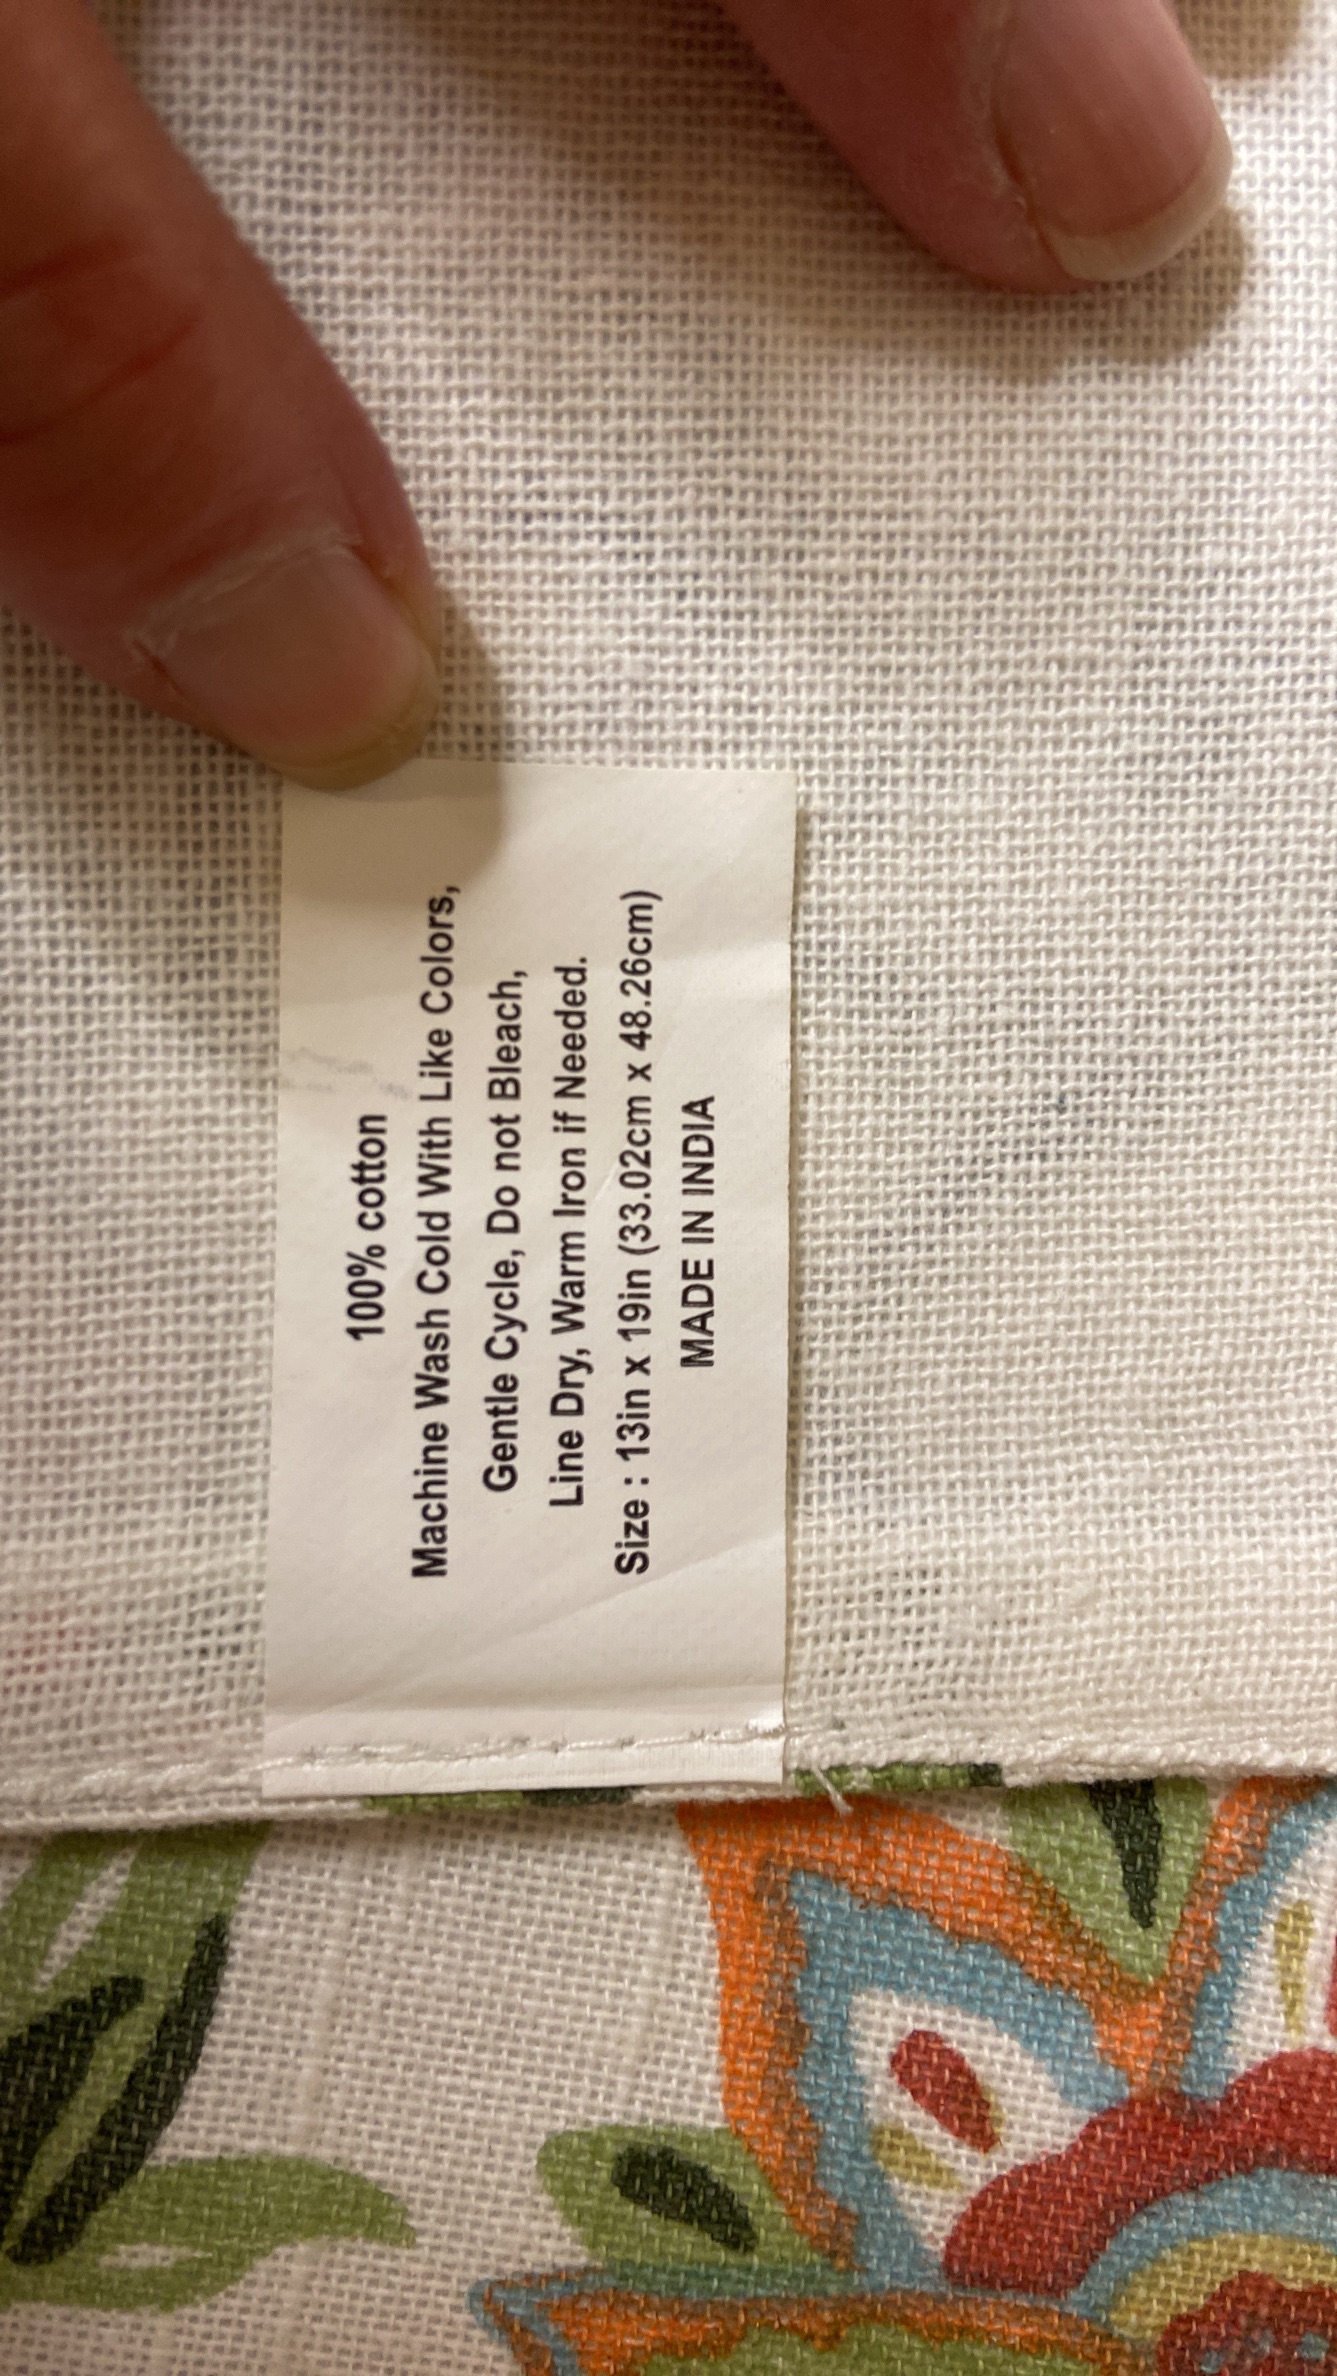 100% cotton
Machine Wash Cold With Like Colors,
Gentle Cycle, Do not Bleach,
Line Dry, Warm Iron if Needed.
Size : 13in x 19in (33.02cm x 48.26cm)
MADE IN INDIA